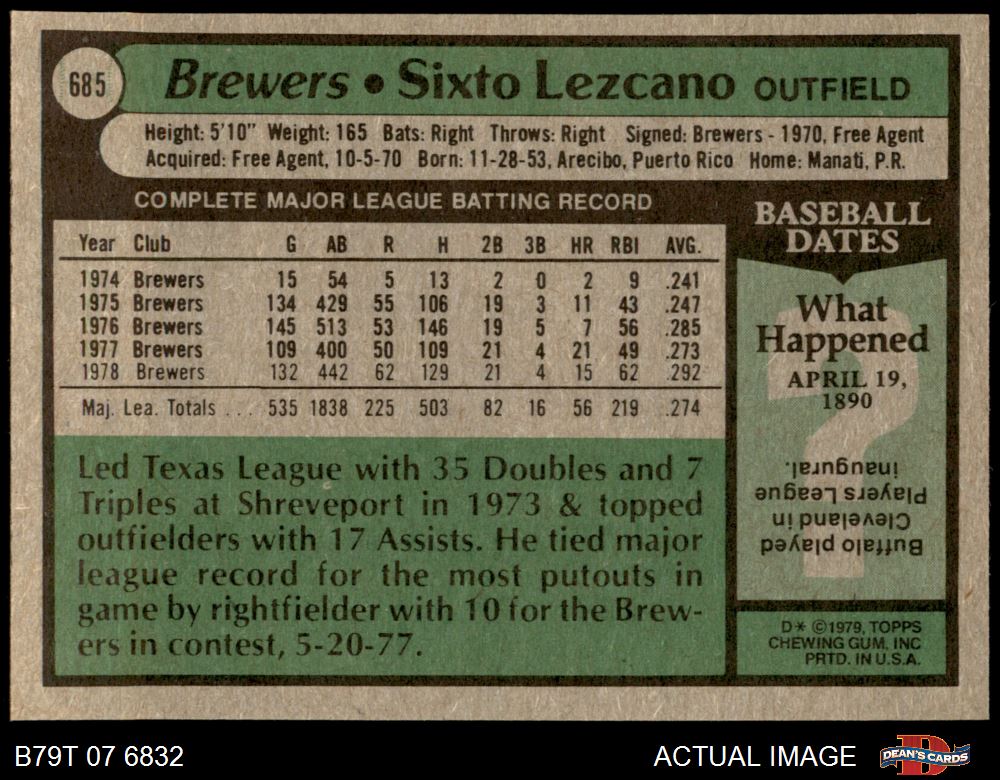 685
Brewers • Sixto Lezcano OUTFIELD
Height: 5'10" Weight: 165 Bats: Right Throws: Right Signed: Brewers - 1970, Free Agent
Acquired: Free Agent, 10-5-70 Born: 11-28-53, Arecibo, Puerto Rico Home: Manati, P.R.
COMPLETE MAJOR LEAGUE BATTING RECORD
Year Club G AB R H 2B 3B HR RBI AVG.
1974 Brewers 15 54 5 13 2 0 2 9 .241
1975 Brewers 134 429 55 106 19 3 11 43 .247
1976 Brewers 145 513 53 146 19 5 7 56 .285
1977 Brewers 109 400 50 109 21 4 21 49 .273
1978 Brewers 132 442 62 129 21 4 15 62 .292
Maj. Lea. Totals . . . 535 1838 225 503 82 16 56 219 .274
Led Texas League with 35 Doubles and 7
Triples at Shreveport in 1973 & topped
outfielders with 17 Assists. He tied major
league record for the most putouts in
game by rightfielder with 10 for the Brew-
ers in contest, 5-20-77.
BASEBALL
DATES
What
Happened
APRIL 19,
1890
?
Buffalo played
Cleveland in
Players League
inaugural.
D* ©1979, TOPPS
CHEWING GUM, INC
PRTD. IN U.S.A.
B79T 07 6832
ACTUAL IMAGE
D
DEAN'S CARDS